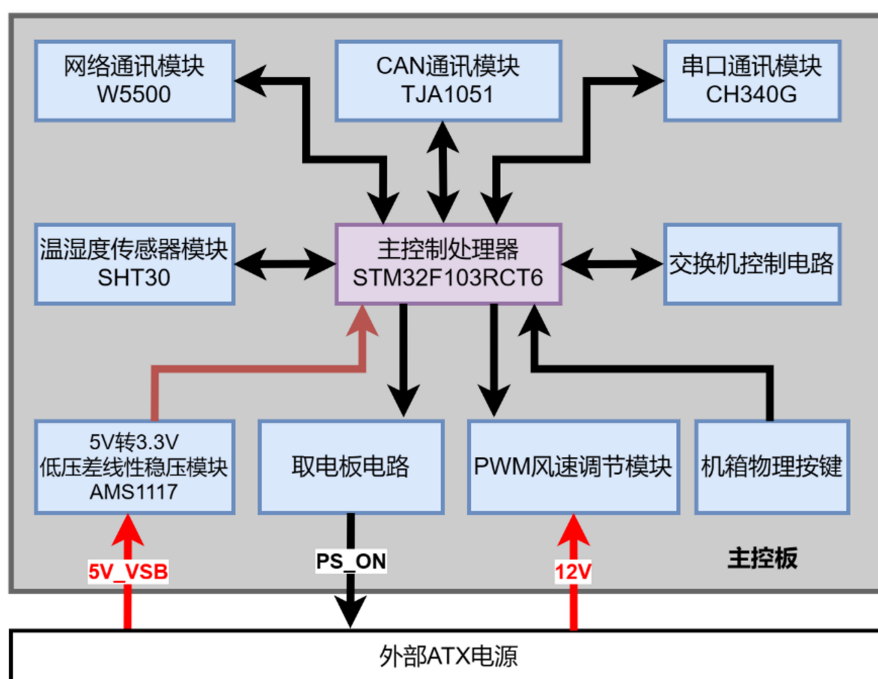 网络通讯模块
W5500
CAN通讯模块
TJA1051
串口通讯模块
CH340G
温湿度传感器模块
SHT30
主控制处理器
STM32F103RCT6
交换机控制电路
5V转3.3V
低压差线性稳压模块
AMS1117
取电板电路
PWM风速调节模块
机箱物理按键
5V_VSB
PS_ON
12V
主控板
外部ATX电源